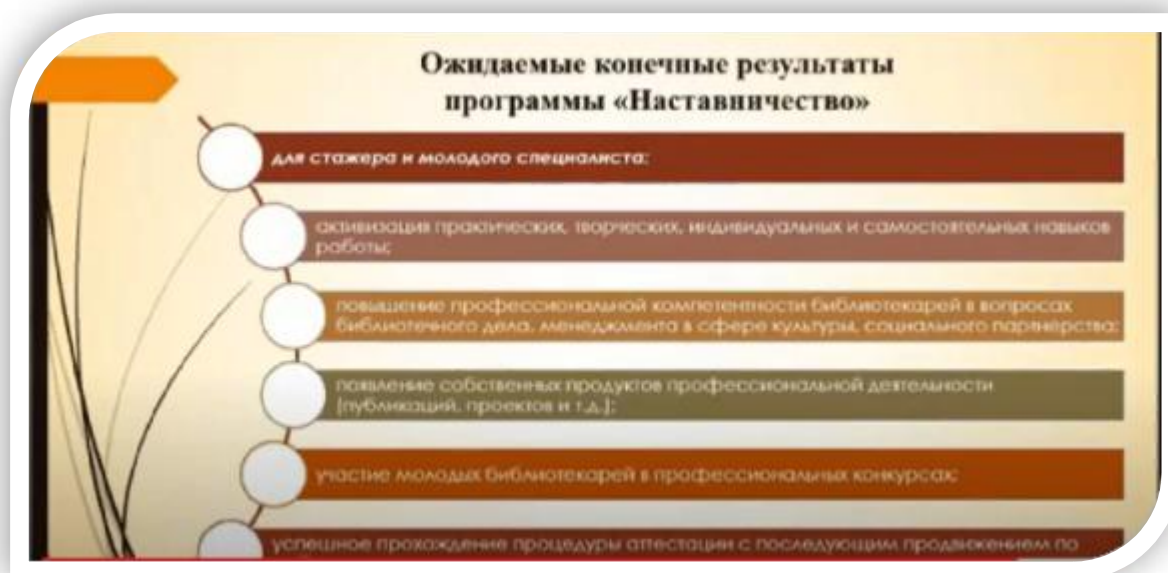 Ожидаемые конечные результаты
программы «Наставничество»
для стажера и молодого специалиста:
активизация практических, творческих, индивидуальных и самостоятельных навыков
работы;
повышение профессиональной компетентности библиотекарей в вопросах
библиотечного дела, менеджмента в сфере культуры, социального партнёрства;
появление собственных продуктов профессиональной деятельности
(публикаций, проектов и т.д.);
участие молодых библиотекарей в профессиональных конкурсах;
успешное прохождение процедуры аттестации с последующим продвижением по